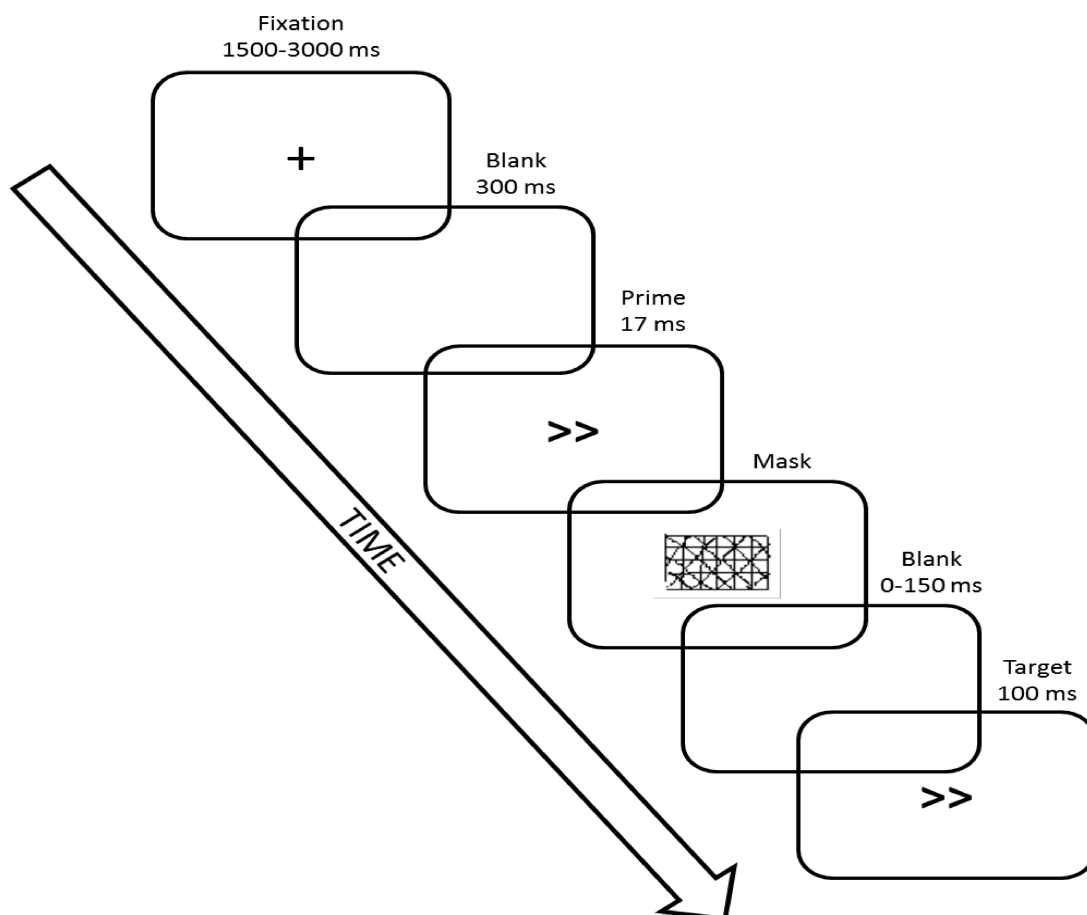 Fixation
1500-3000 ms
+
Blank
300 ms
Prime
17 ms
>>
Mask
TIME
Blank
0-150 ms
Target
100 ms
>>